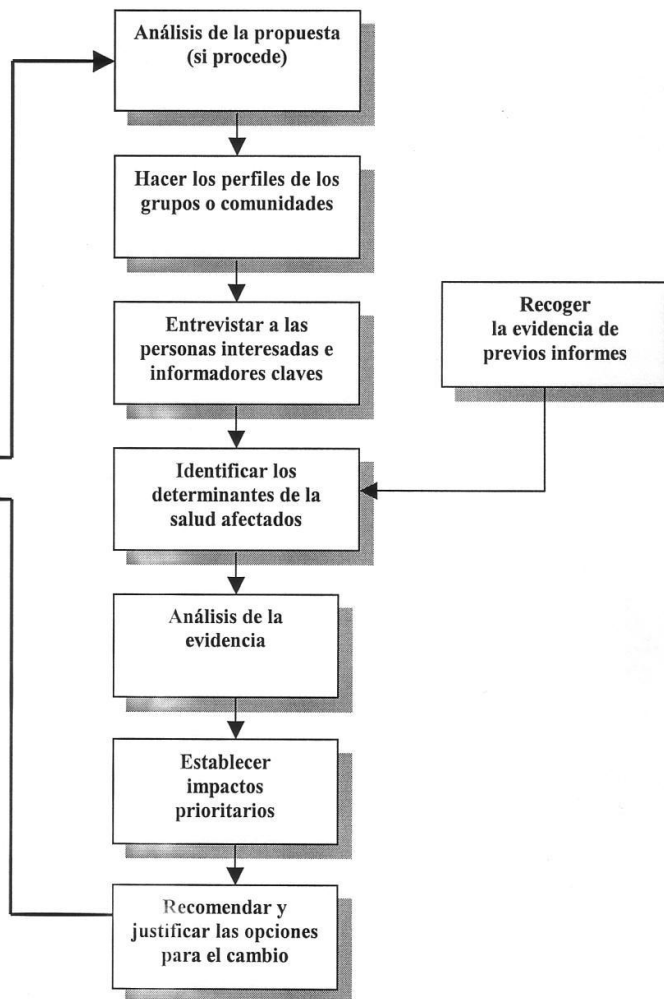 Análisis de la propuesta
(si procede)
Hacer los perfiles de los
grupos o comunidades
Entrevistar a las
personas interesadas e
informadores claves
Recoger
la evidencia de
previos informes
Identificar los
determinantes de la
salud afectados
Análisis de la
evidencia
Establecer
impactos
prioritarios
Recomendar y
justificar las opciones
para el cambio